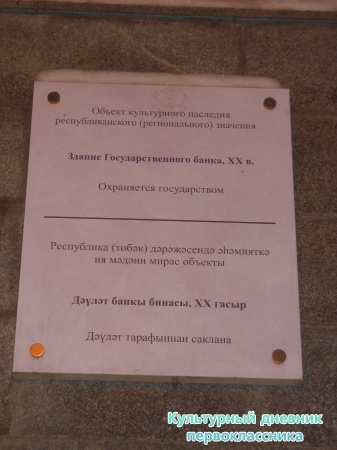 Объект культурного наследия
республиканского (регионального) значения
Здание Государственного банка, XX в.
Охраняется государством
Республика (төбәк) дәрәҗәсендә әһәмняткә
ия мәдәни мирас объекты
Дәүләт банкы бинасы, XX гасыр
Дәүләт тарафыннан саклана
Культурный дневник
первоклассника